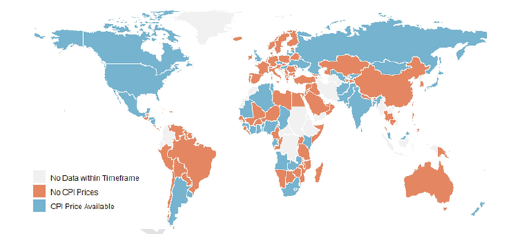 No Data within Timeframe
No CPI Prices
CPI Price Available